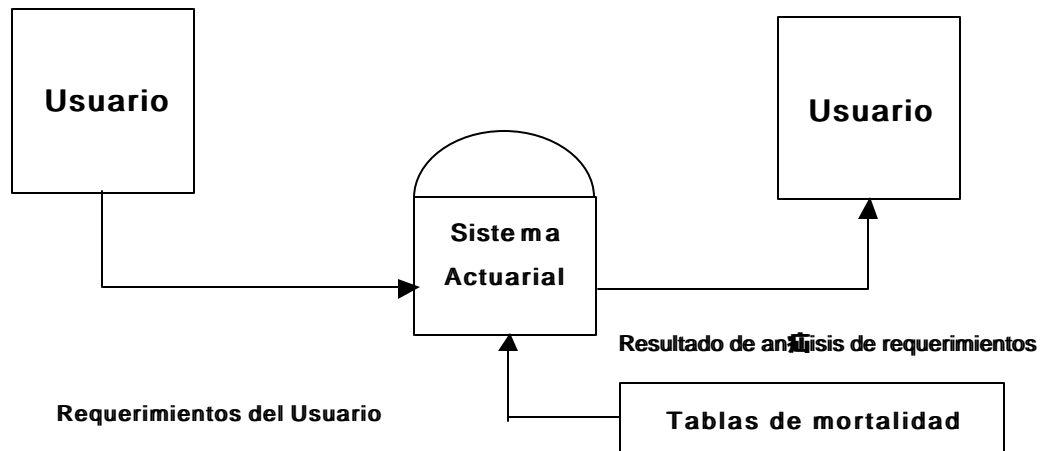 Usuario
Usuario
Sistema
Actuarial
Resultado de de requerimientos
Requerimientos del Usuario
Tablas de mortalidad